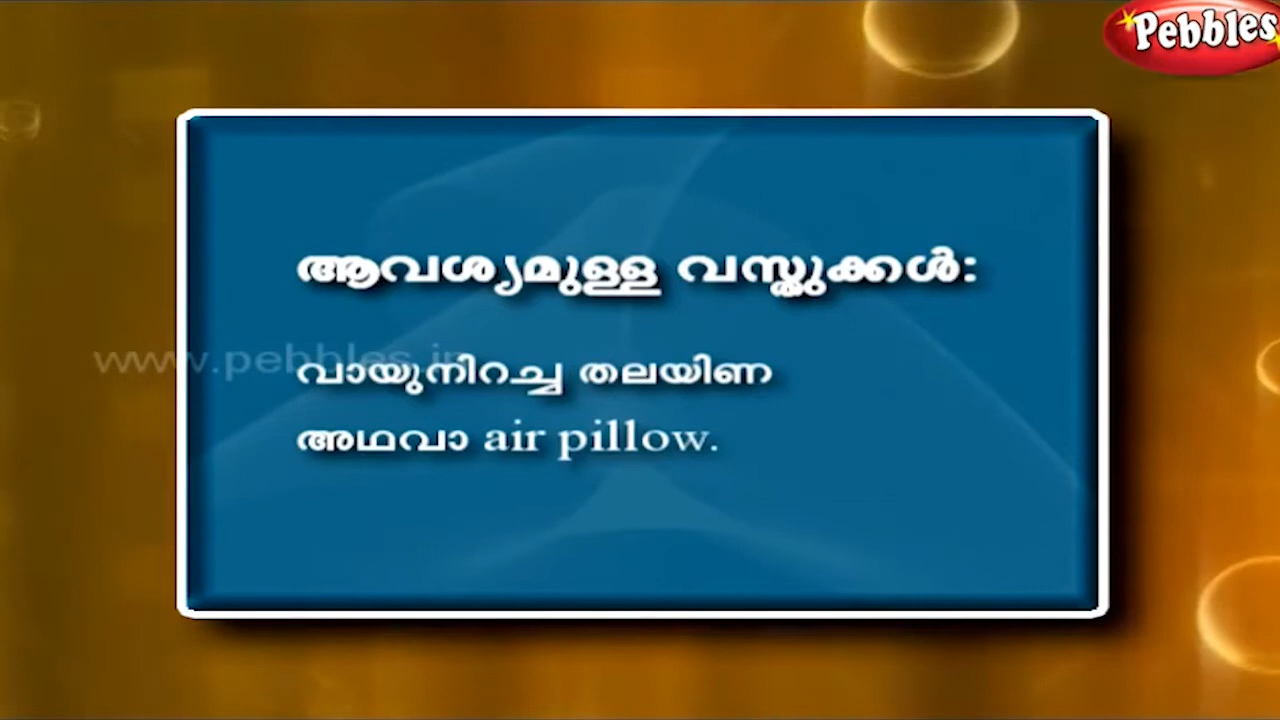 Pebbles
ആവശ്യമുള്ള വസ്തുക്കൾ:
www.pebbles.in
വായുനിറച്ച തലയിണ
അഥവാ air pillow.